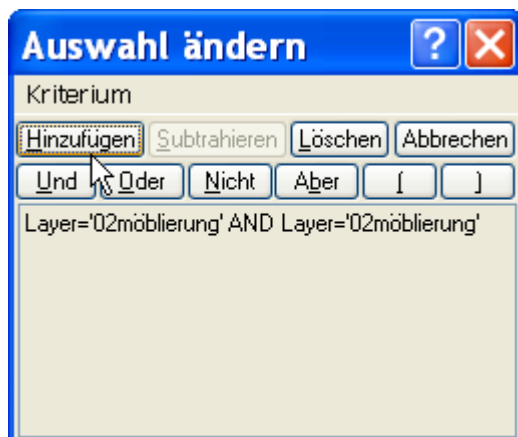 Auswahl ändern ?
Kriterium
Hinzufügen Subtrahieren Löschen Abbrechen
Und Oder Nicht Aber ( )
Layer='02möblierung' AND Layer='02möblierung'